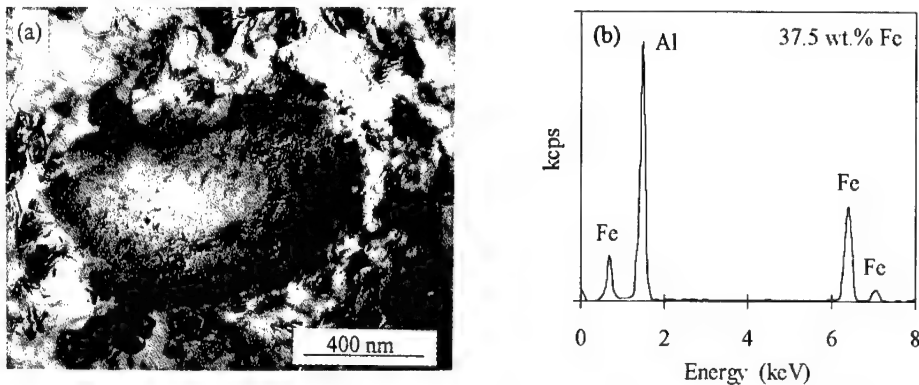 (a)
400 nm
(b)
Al
37.5 wt.% Fe
kcps
Fe
Fe
Fe
0 2 4 6 8
Energy (keV)